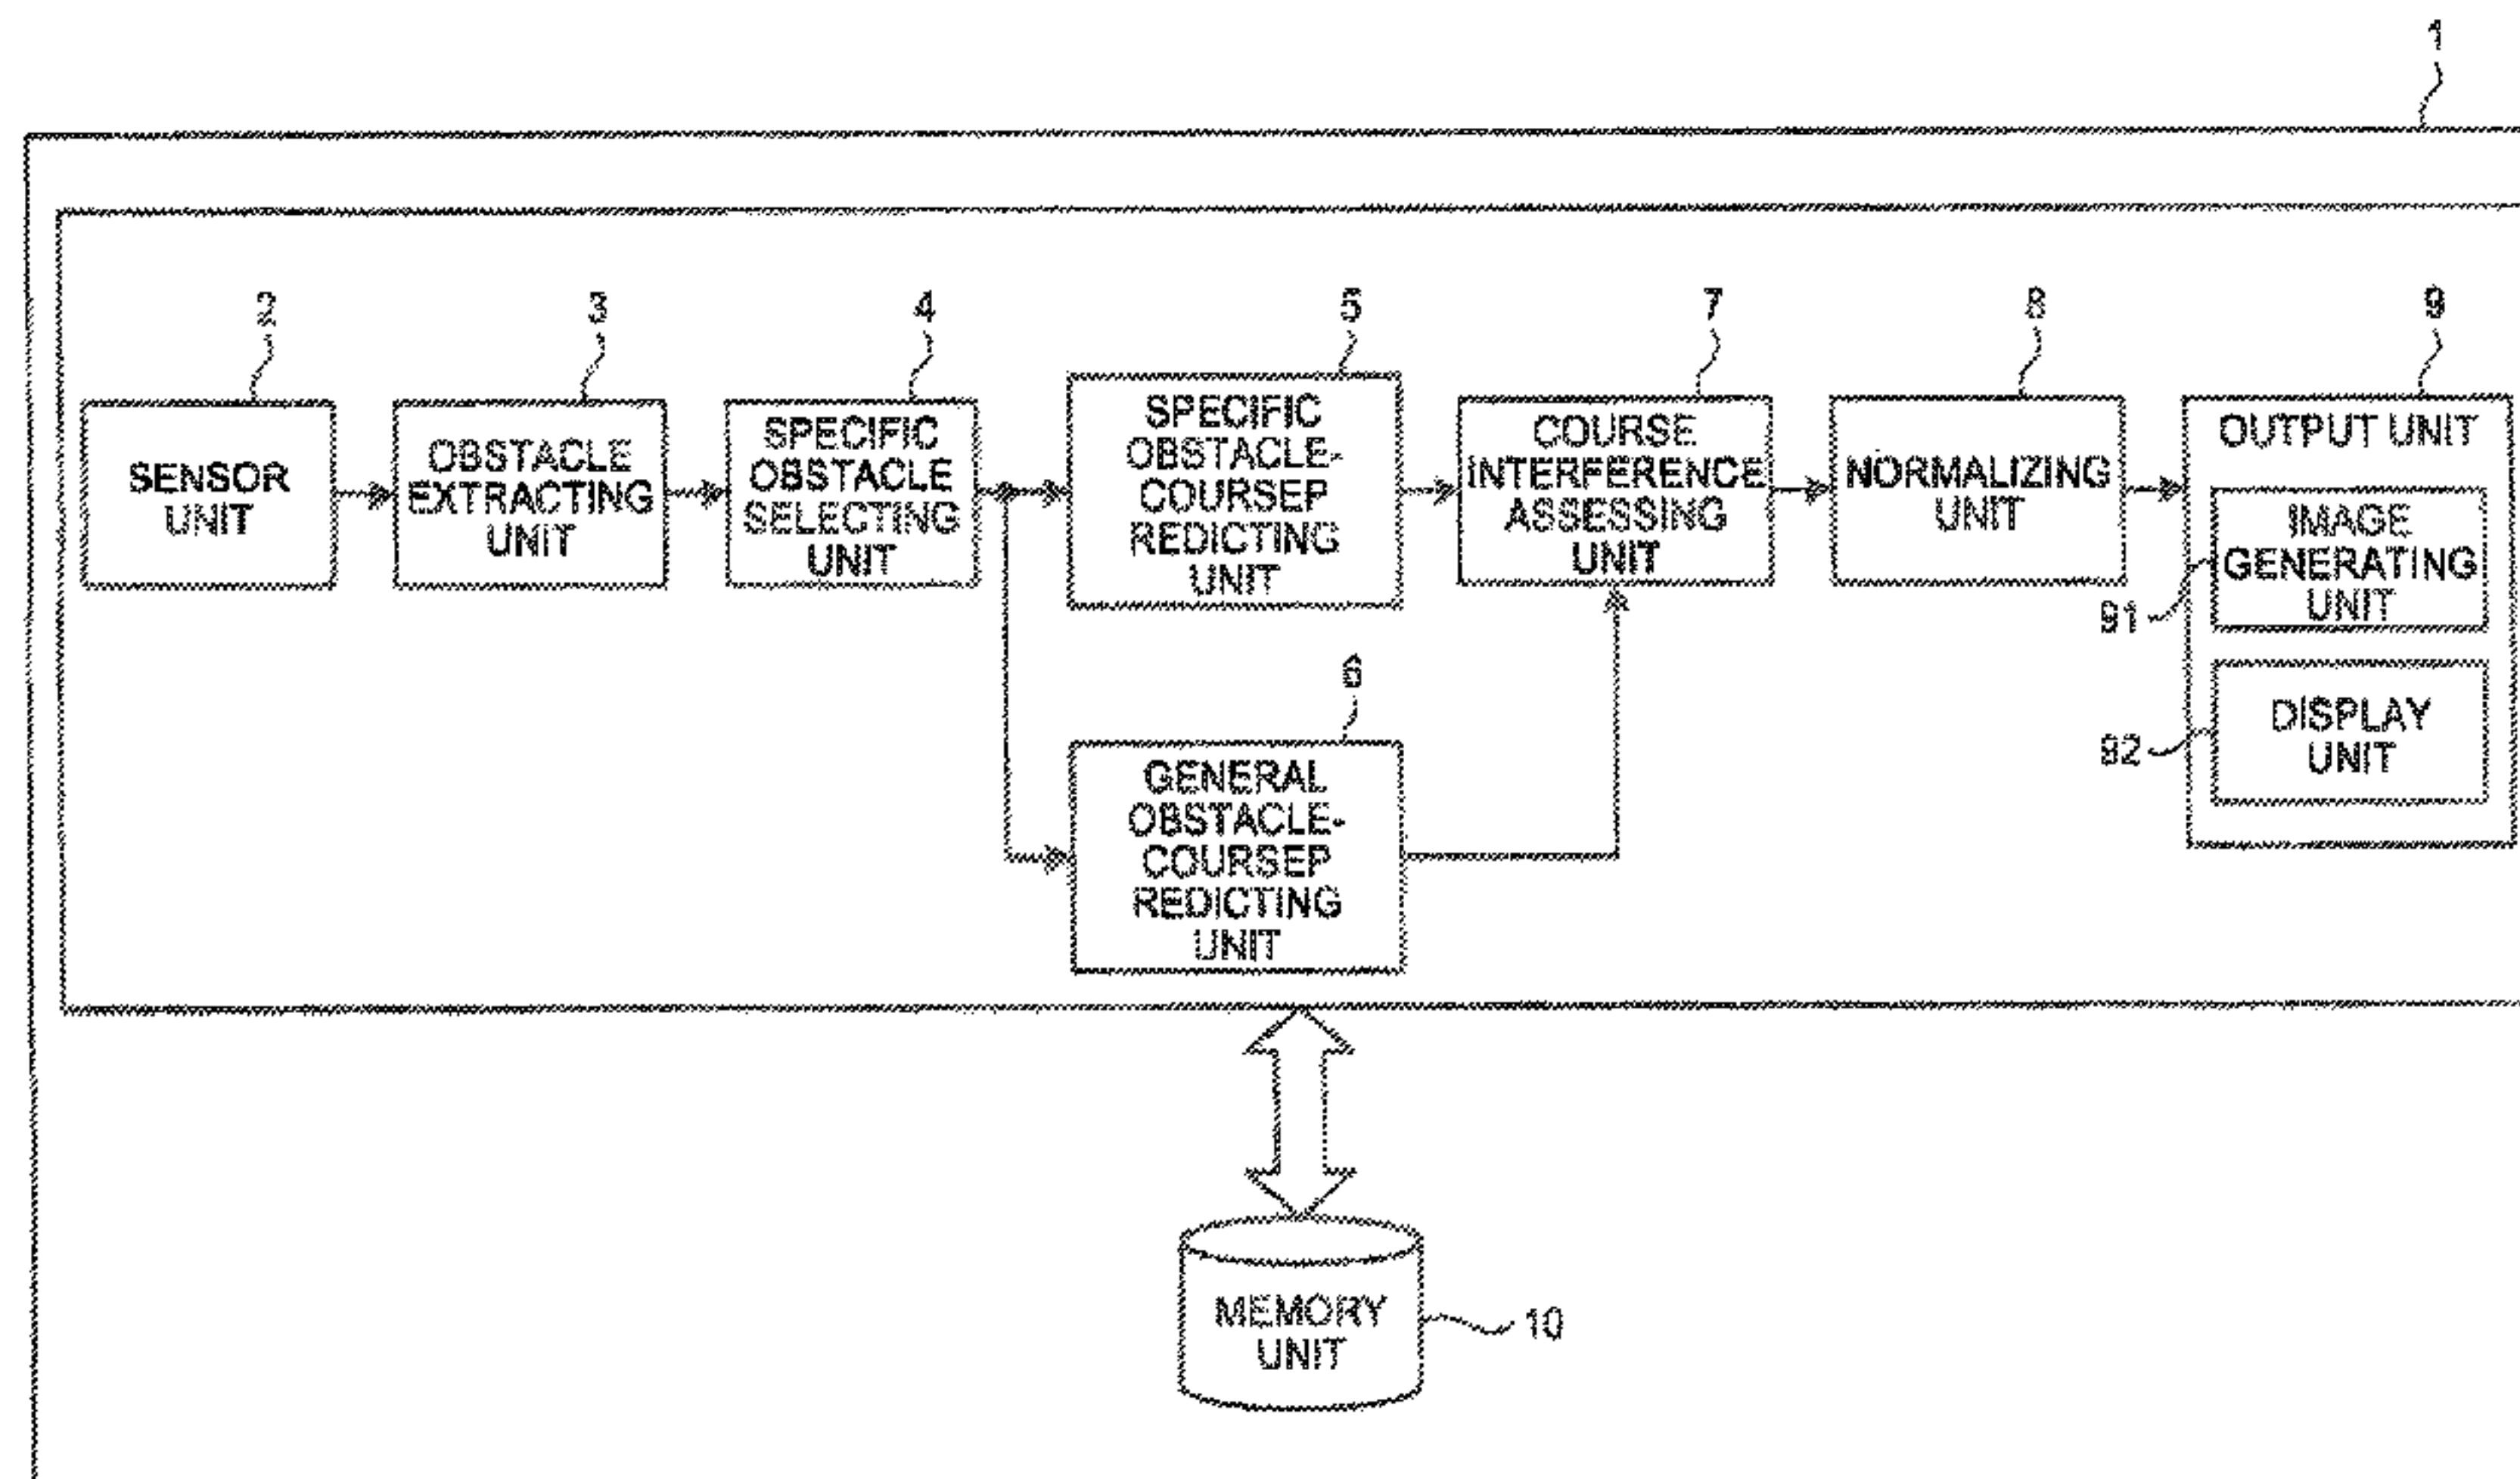 1
2
3
4
5
7
8
9
SENSOR
UNIT
OBSTACLE
EXTRACTING
UNIT
SPECIFIC
OBSTACLE
SELECTING
UNIT
SPECIFIC
OBSTACLE-
COURSEP
REDICTING
UNIT
COURSE
INTERFERENCE
ASSESSING
UNIT
NORMALIZING
UNIT
OUTPUT UNIT
IMAGE
GENERATING
UNIT
91
DISPLAY
UNIT
92
6
GENERAL
OBSTACLE-
COURSEP
REDICTING
UNIT
MEMORY
UNIT
10